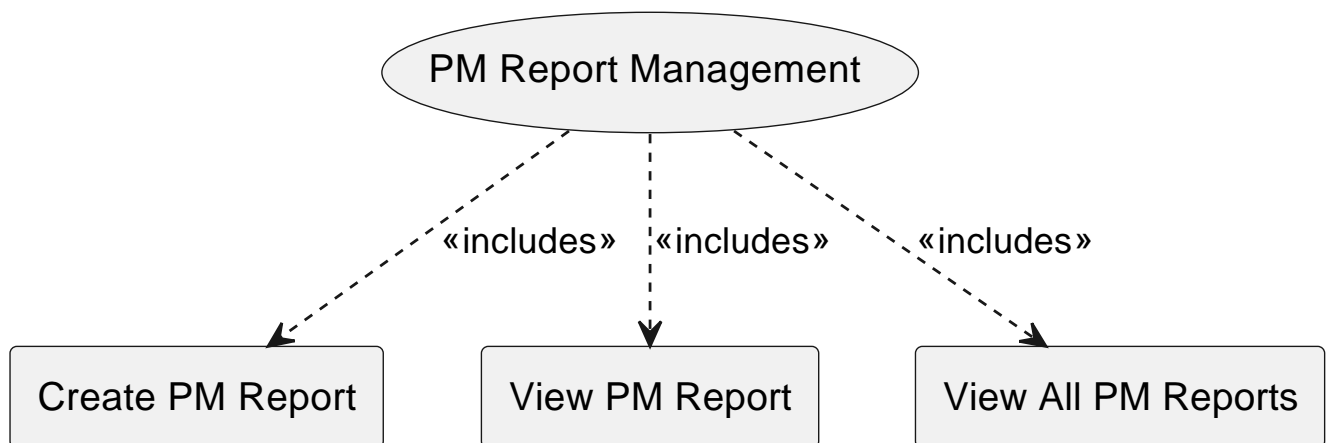 PM Report Management
«includes»
«includes»
«includes»
Create PM Report
View PM Report
View All PM Reports